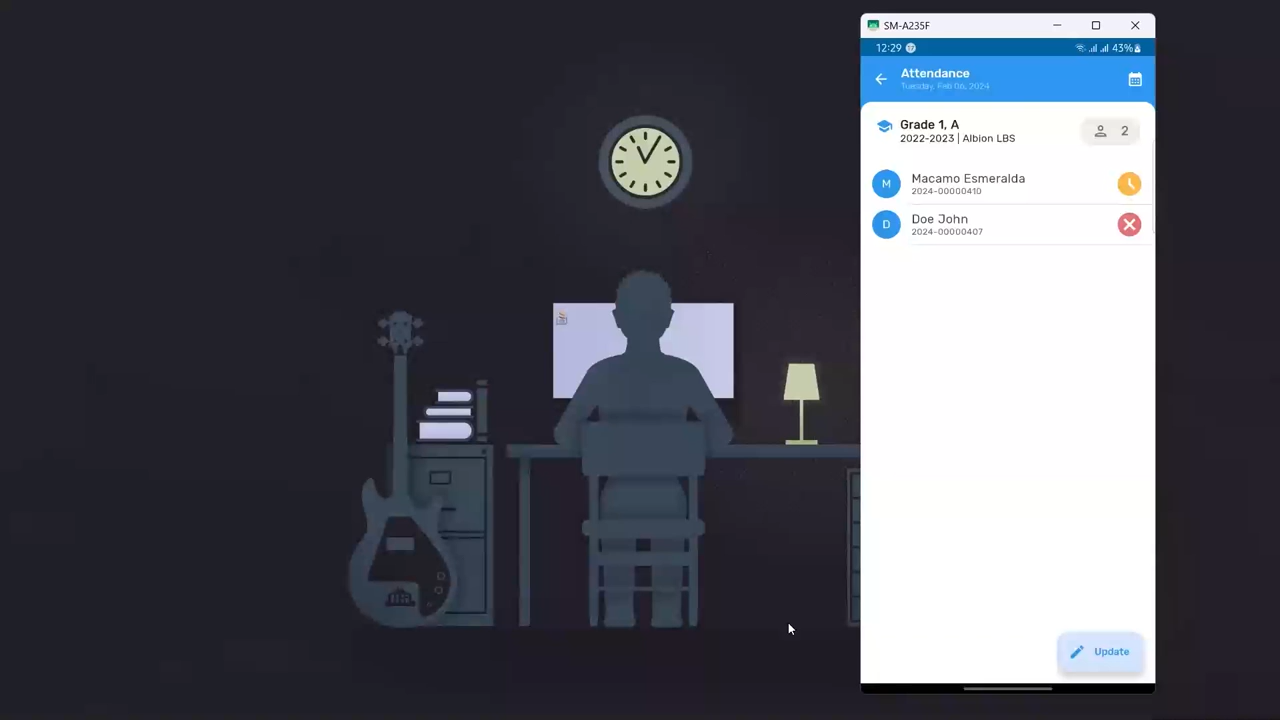 SM-A235F
12:29
43%
Attendance
Tuesday, Feb 06, 2024
Grade 1, A
2022-2023 | Albion LBS
2
M
Macamo Esmeralda
2024-00000410
D
Doe John
2024-00000407
Update